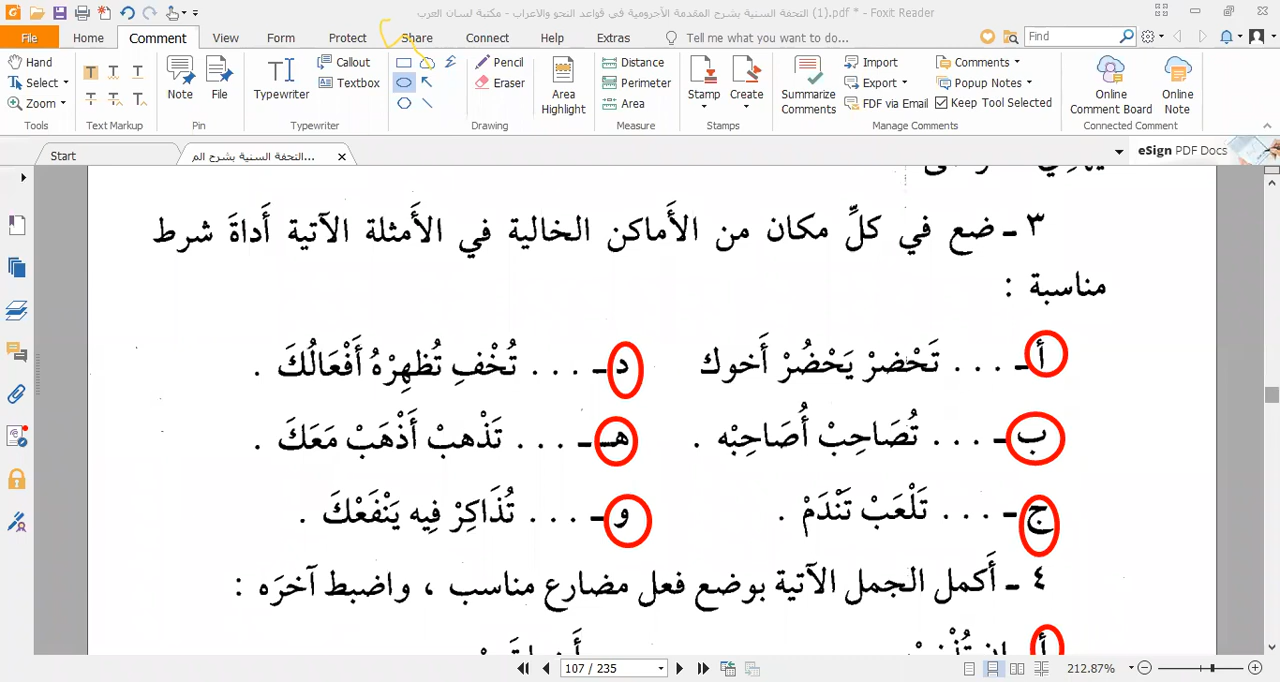 التحفة السنية بشرح المقدمة الآجرومية في قواعد النحو والاعراب - مكتبة لسان العرب (1).pdf * - Foxit Reader
File Home Comment View Form Protect Share Connect Help Extras Tell me what you want to do... Find
Hand Select Zoom
Note File
Typewriter Callout Textbox
Pencil Eraser
Area Highlight
Distance Perimeter Area
Stamp Create
Summarize Comments
Import Export FDF via Email
Comments Popup Notes Keep Tool Selected
Online Comment Board
Online Note
Tools Text Markup Pin Typewriter Drawing Measure Stamps Manage Comments Connected Comment
Start التحفة السنية بشرح الم... eSign PDF Docs
٣ ـ ضع في كلِّ مكان من الأَماكن الخالية في الأَمثلة الآتية أَداةَ شرط
مناسبة :
أ ـ . . . تَحْضرْ يَحْضُرْ أَخوك
د ـ . . . تُخْفِ تُظهِرْهُ أَفْعَالُكَ .
ب ـ . . . تُصَاحِبْ أُصَاحِبْه .
هـ ـ . . . تَذْهبْ أَذْهَبْ مَعَكَ .
ج ـ . . . تَلْعَبْ تَنْدَمْ .
و ـ . . . تُذَاكِرْ فِيه يَنْفَعْكَ .
٤ ـ أَكمل الجمل الآتية بوضع فعل مضارع مناسب ، واضبط آخرَه :
107 / 235
212.87%